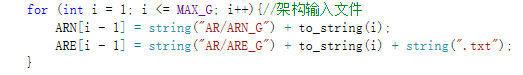 for (int i = 1; i <= MAX_G; i++){//架构输入文件
ARN[i - 1] = string("AR/ARN_G") + to_string(i);
ARE[i - 1] = string("AR/ARE_G") + to_string(i) + string(".txt");
}